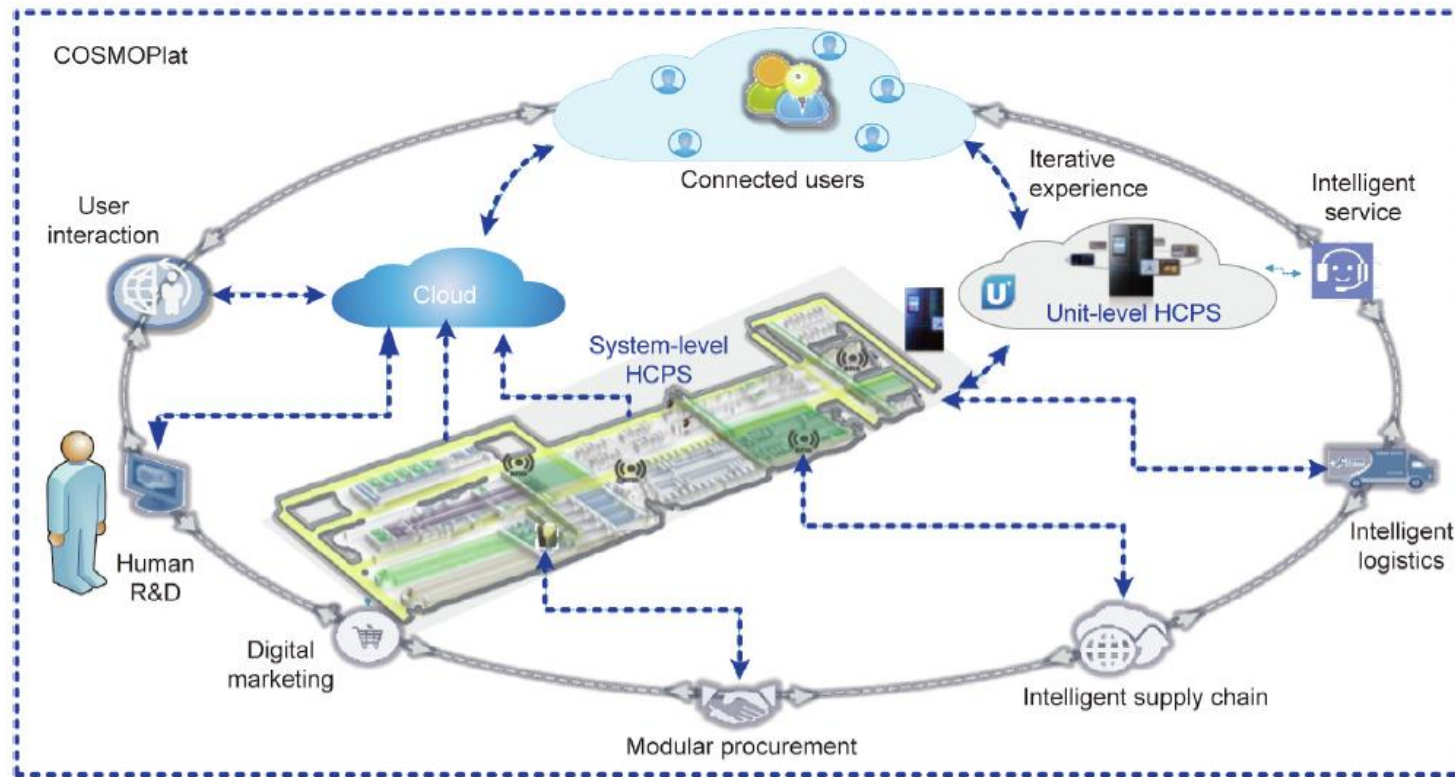 COSMOPlat
Connected users
Iterative
experience
Intelligent
service
User
interaction
Cloud
U+
Unit-level HCPS
System-level
HCPS
Human
R&D
Intelligent
logistics
Digital
marketing
Intelligent supply chain
Modular procurement